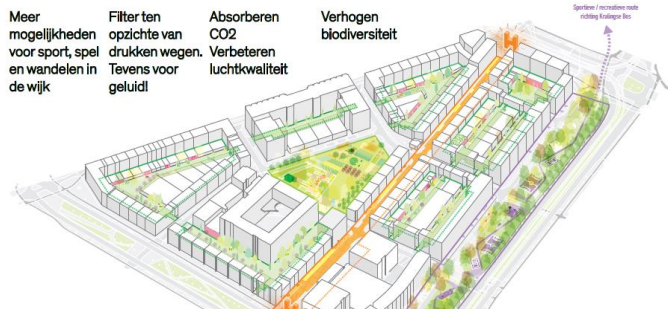 Meer
mogelijkheden
voor sport, spel
en wandelen in
de wijk
Filter ten
opzichte van
drukken wegen.
Tevens voor
geluid!
Absorberen
CO2
Verbeteren
luchtkwaliteit
Verhogen
biodiversiteit
Sportieve / recreatieve route
richting Kralingse Bos